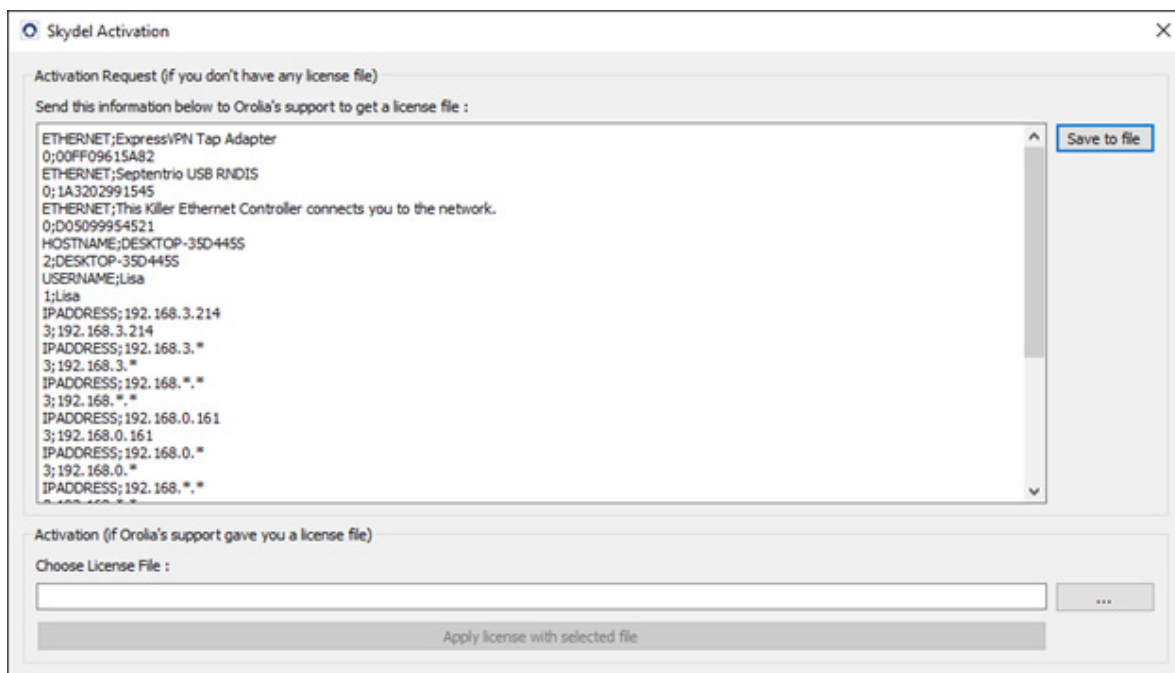 Skydel Activation
Activation Request (if you don't have any license file)
Send this information below to Orolia's support to get a license file :
ETHERNET;ExpressVPN Tap Adapter
0;00FF09615A82
ETHERNET;Septentrio USB RNDIS
0;1A3202991545
ETHERNET;This Killer Ethernet Controller connects you to the network.
0;D05099954521
HOSTNAME;DESKTOP-35D445S
2;DESKTOP-35D445S
USERNAME;Lisa
1;Lisa
IPADDRESS;192.168.3.214
3;192.168.3.214
IPADDRESS;192.168.3.*
3;192.168.3.*
IPADDRESS;192.168.*.*
3;192.168.*.*
IPADDRESS;192.168.0.161
3;192.168.0.161
IPADDRESS;192.168.0.*
3;192.168.0.*
IPADDRESS;192.168.*.*
Save to file
Activation (if Orolia's support gave you a license file)
Choose License File :
...
Apply license with selected file